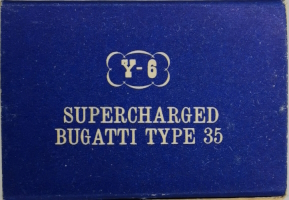 Y-6
SUPERCHARGED
BUGATTI TYPE 35